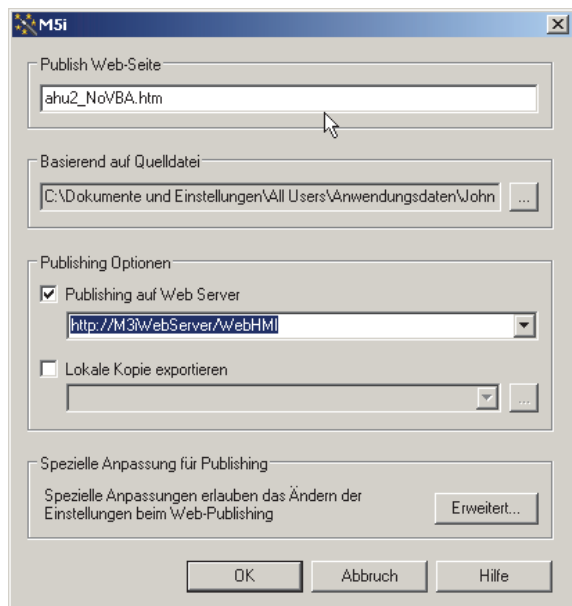 M5i
Publish Web-Seite
ahu2_NoVBA.htm
Basierend auf Quelldatei
C:\Dokumente und Einstellungen\All Users\Anwendungsdaten\John
...
Publishing Optionen
Publishing auf Web Server
http://M3iWebServer/WebHMI
Lokale Kopie exportieren
...
Spezielle Anpassung für Publishing
Spezielle Anpassungen erlauben das Ändern der
Einstellungen beim Web-Publishing
Erweitert...
OK Abbruch Hilfe